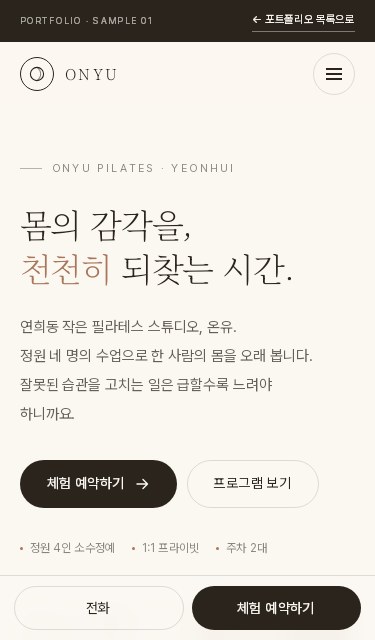 PORTFOLIO · SAMPLE 01
← 포트폴리오 목록으로
ONYU
ONYU PILATES · YEONHUI
몸의 감각을,
천천히 되찾는 시간.
연희동 작은 필라테스 스튜디오, 온유.
정원 네 명의 수업으로 한 사람의 몸을 오래 봅니다.
잘못된 습관을 고치는 일은 급할수록 느려야
하니까요.
체험 예약하기 →
프로그램 보기
• 정원 4인 소수정예 • 1:1 프라이빗 • 주차 2대
전화
체험 예약하기